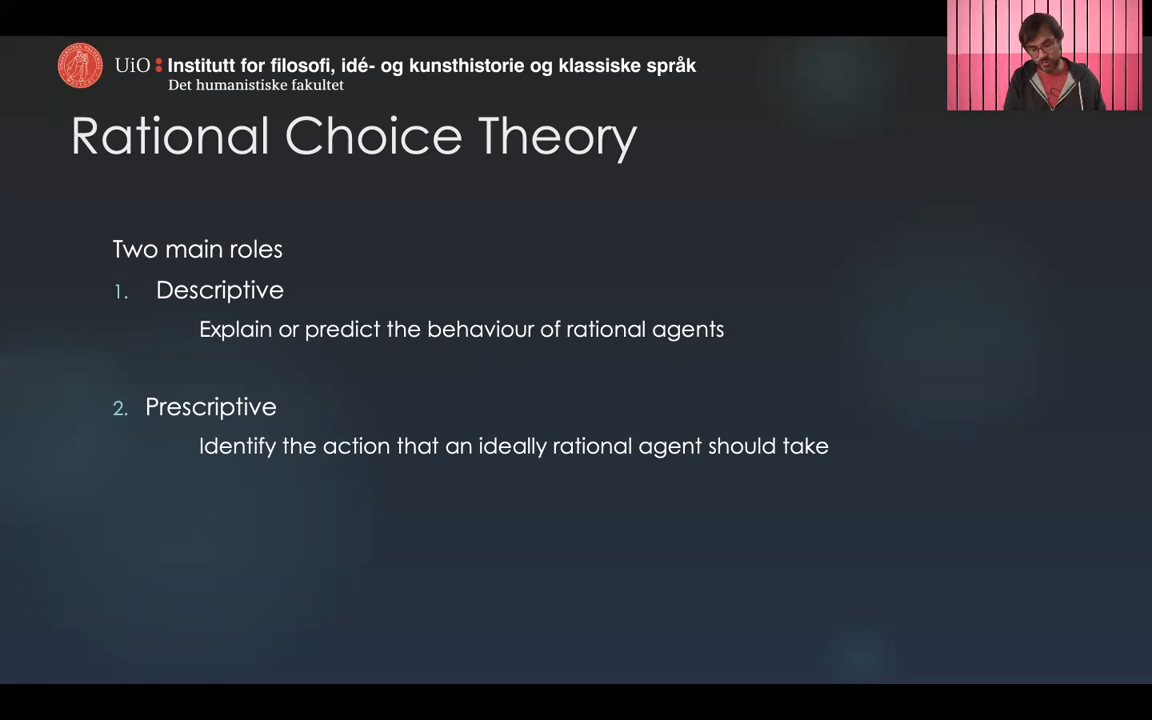 UiO : Institutt for filosofi, idé- og kunsthistorie og klassiske språk
Det humanistiske fakultet
Rational Choice Theory
Two main roles
1. Descriptive
Explain or predict the behaviour of rational agents
2. Prescriptive
Identify the action that an ideally rational agent should take